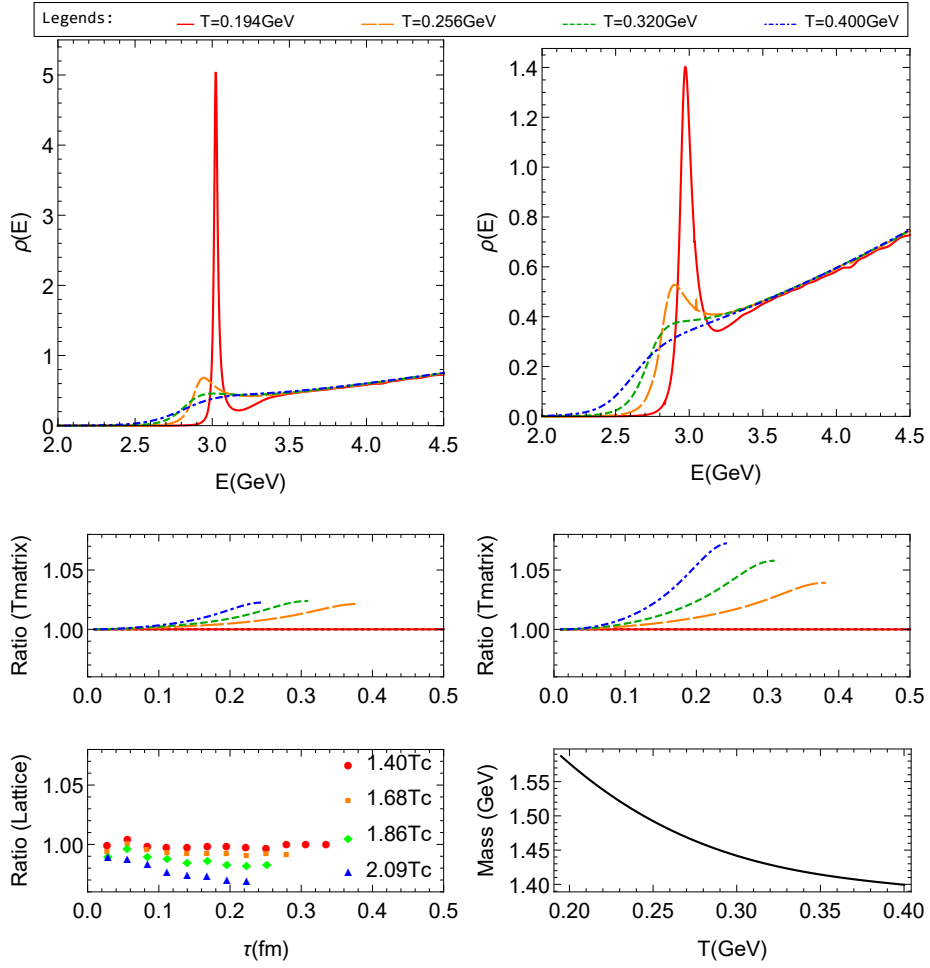 Legends: T=0.194GeV T=0.256GeV T=0.320GeV T=0.400GeV
ρ(E)
5
4
3
2
1
0
2.0 2.5 3.0 3.5 4.0 4.5
E(GeV)
ρ(E)
1.4
1.2
1.0
0.8
0.6
0.4
0.2
0.0
2.0 2.5 3.0 3.5 4.0 4.5
E(GeV)
Ratio (Tmatrix)
1.05
1.00
0.0 0.1 0.2 0.3 0.4 0.5
Ratio (Tmatrix)
1.05
1.00
0.0 0.1 0.2 0.3 0.4 0.5
Ratio (Lattice)
1.05
1.00
1.40Tc
1.68Tc
1.86Tc
2.09Tc
0.0 0.1 0.2 0.3 0.4 0.5
τ(fm)
Mass (GeV)
1.55
1.50
1.45
1.40
0.20 0.25 0.30 0.35 0.40
T(GeV)